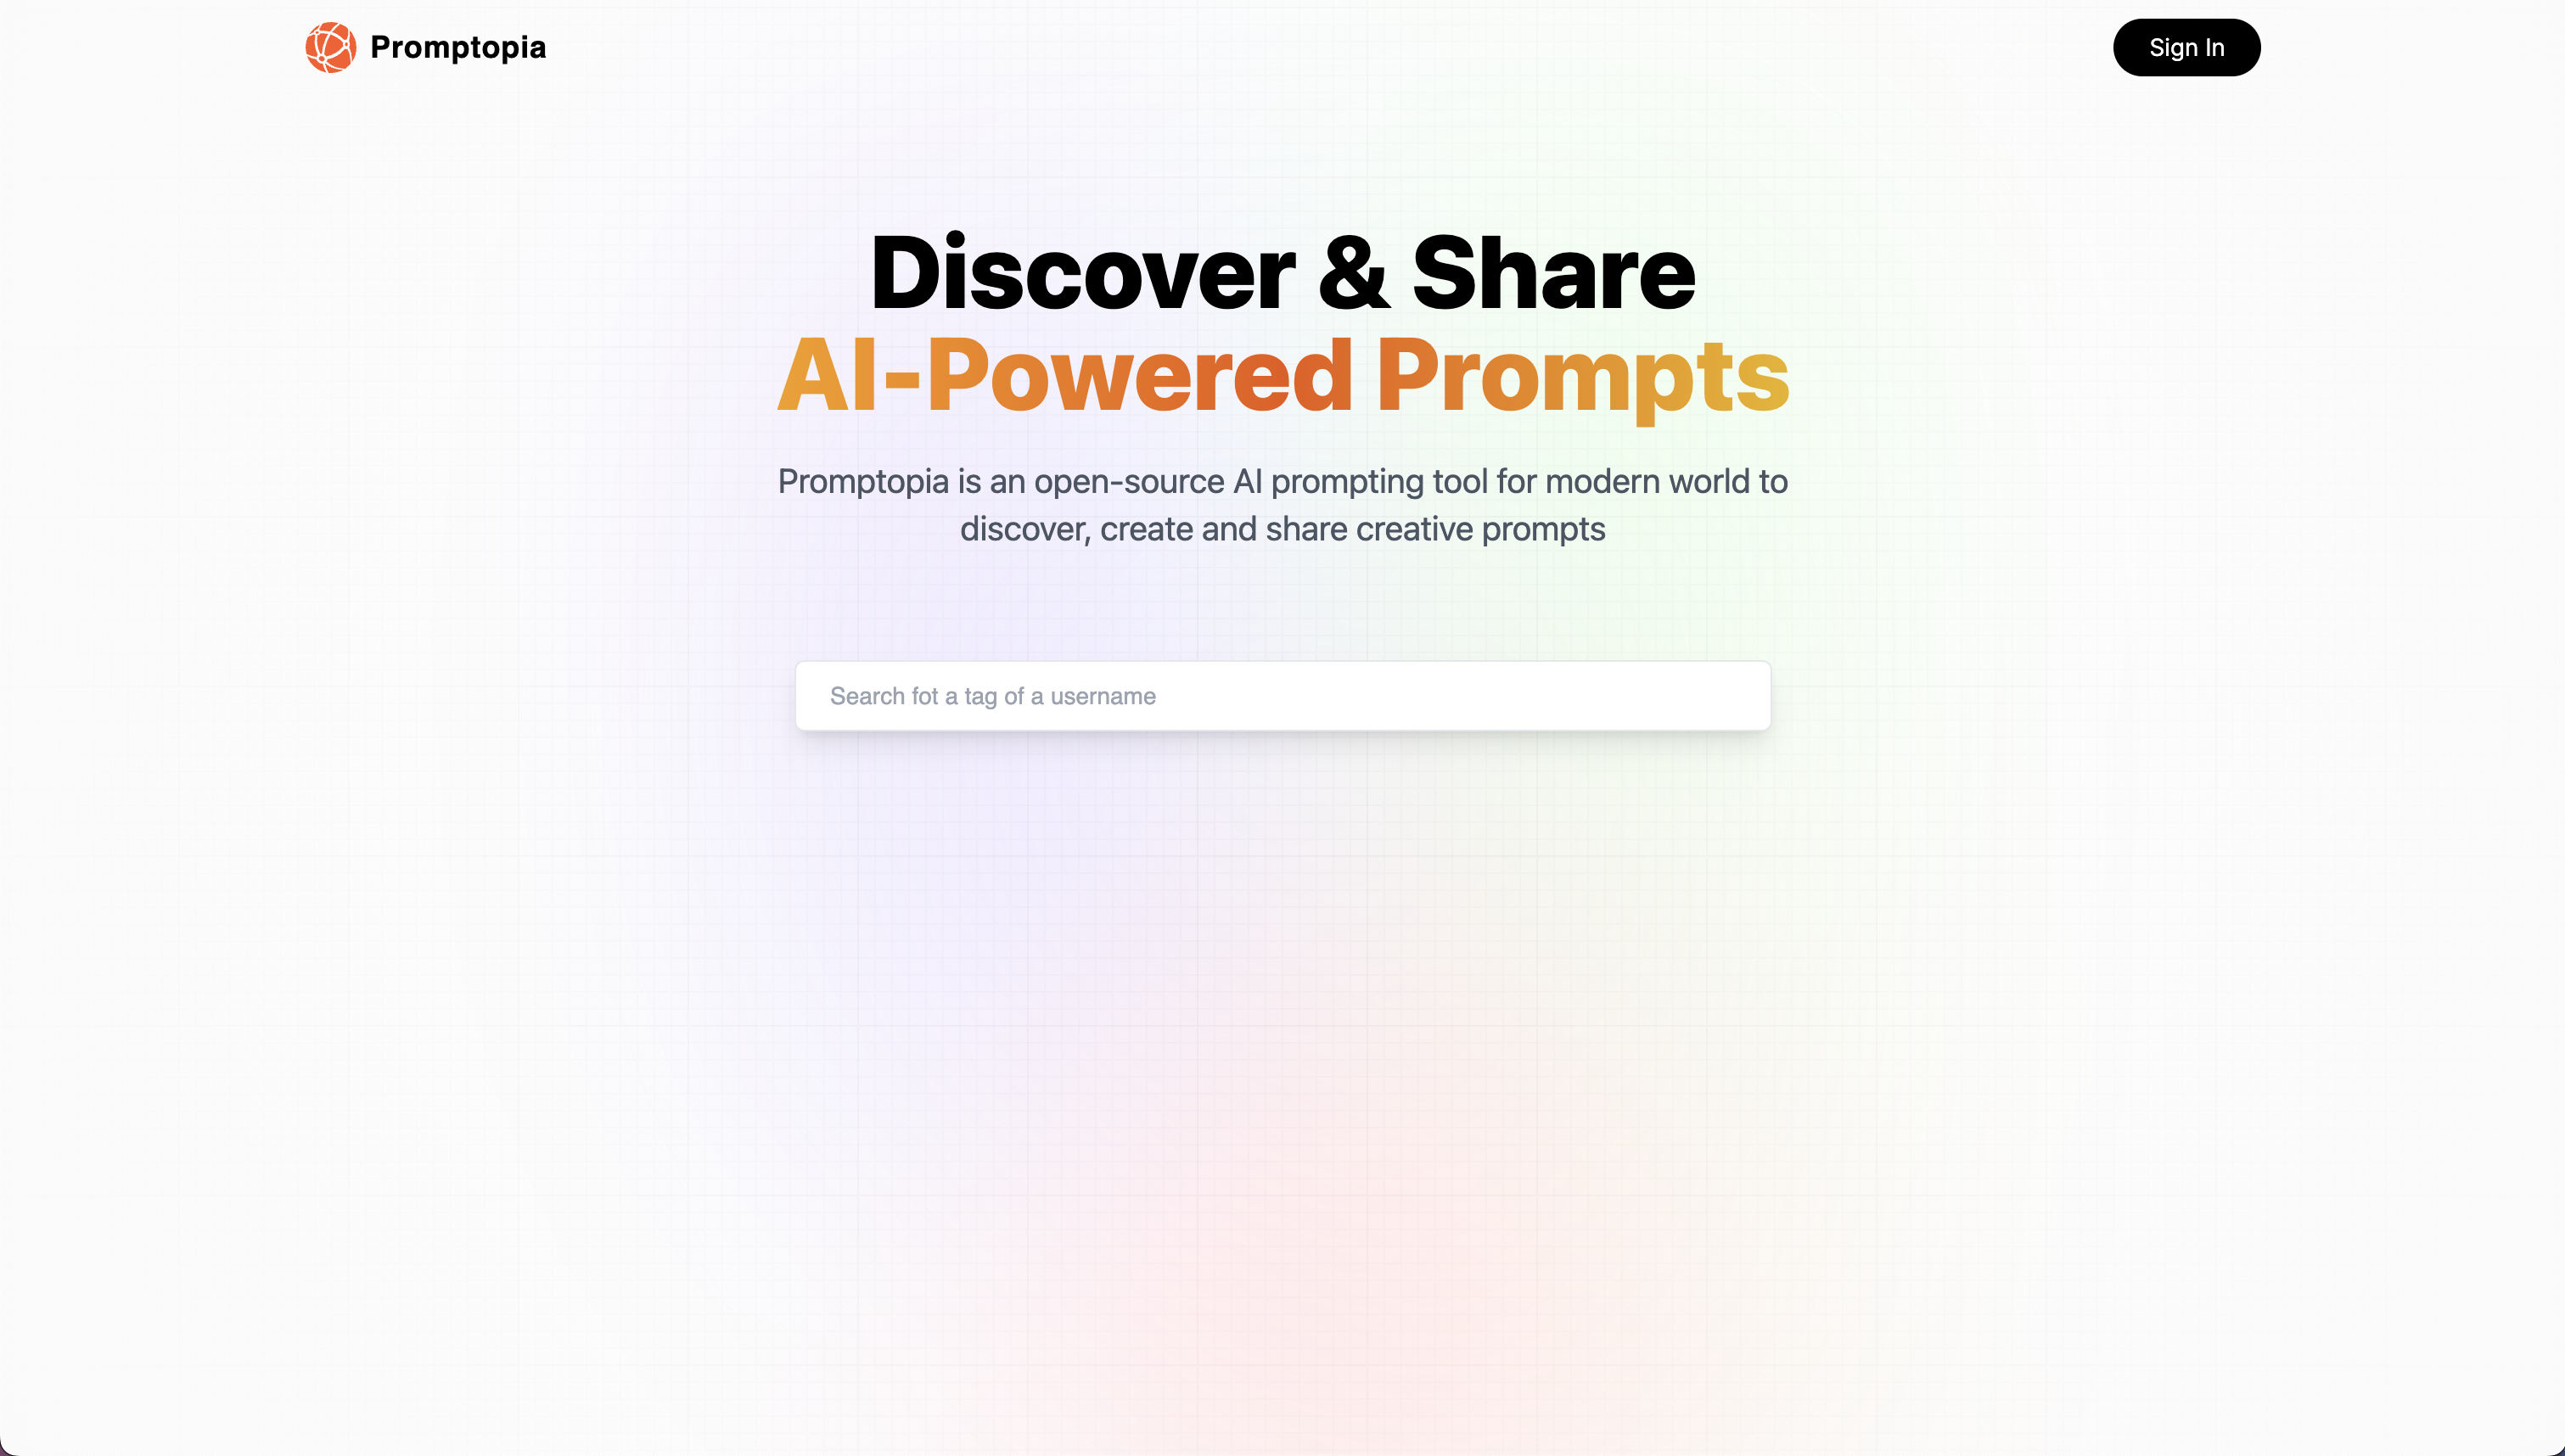 Promptopia
Sign In
Discover & Share
AI-Powered Prompts
Promptopia is an open-source AI prompting tool for modern world to
discover, create and share creative prompts
Search fot a tag of a username